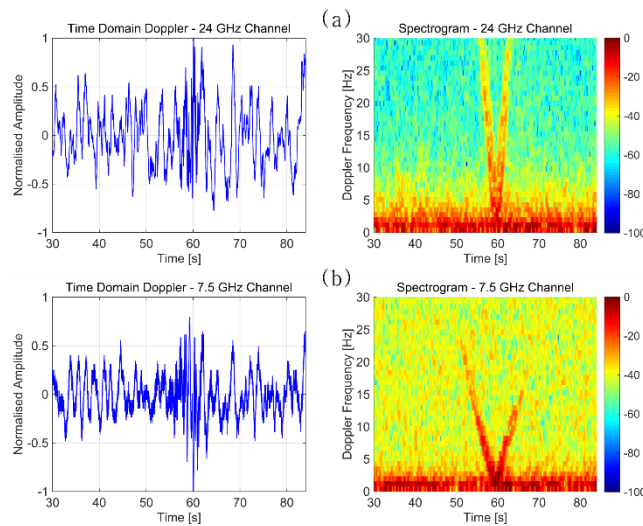 (a)
Time Domain Doppler - 24 GHz Channel
Normalised Amplitude
1
0.5
0
-0.5
-1
30 40 50 60 70 80
Time [s]
Spectrogram - 24 GHz Channel
Doppler Frequency [Hz]
30
25
20
15
10
5
0
30 40 50 60 70 80
Time [s]
0
-20
-40
-60
-80
-100
(b)
Time Domain Doppler - 7.5 GHz Channel
Normalised Amplitude
1
0.5
0
-0.5
-1
30 40 50 60 70 80
Time [s]
Spectrogram - 7.5 GHz Channel
Doppler Frequency [Hz]
30
25
20
15
10
5
0
30 40 50 60 70 80
Time [s]
0
-20
-40
-60
-80
-100